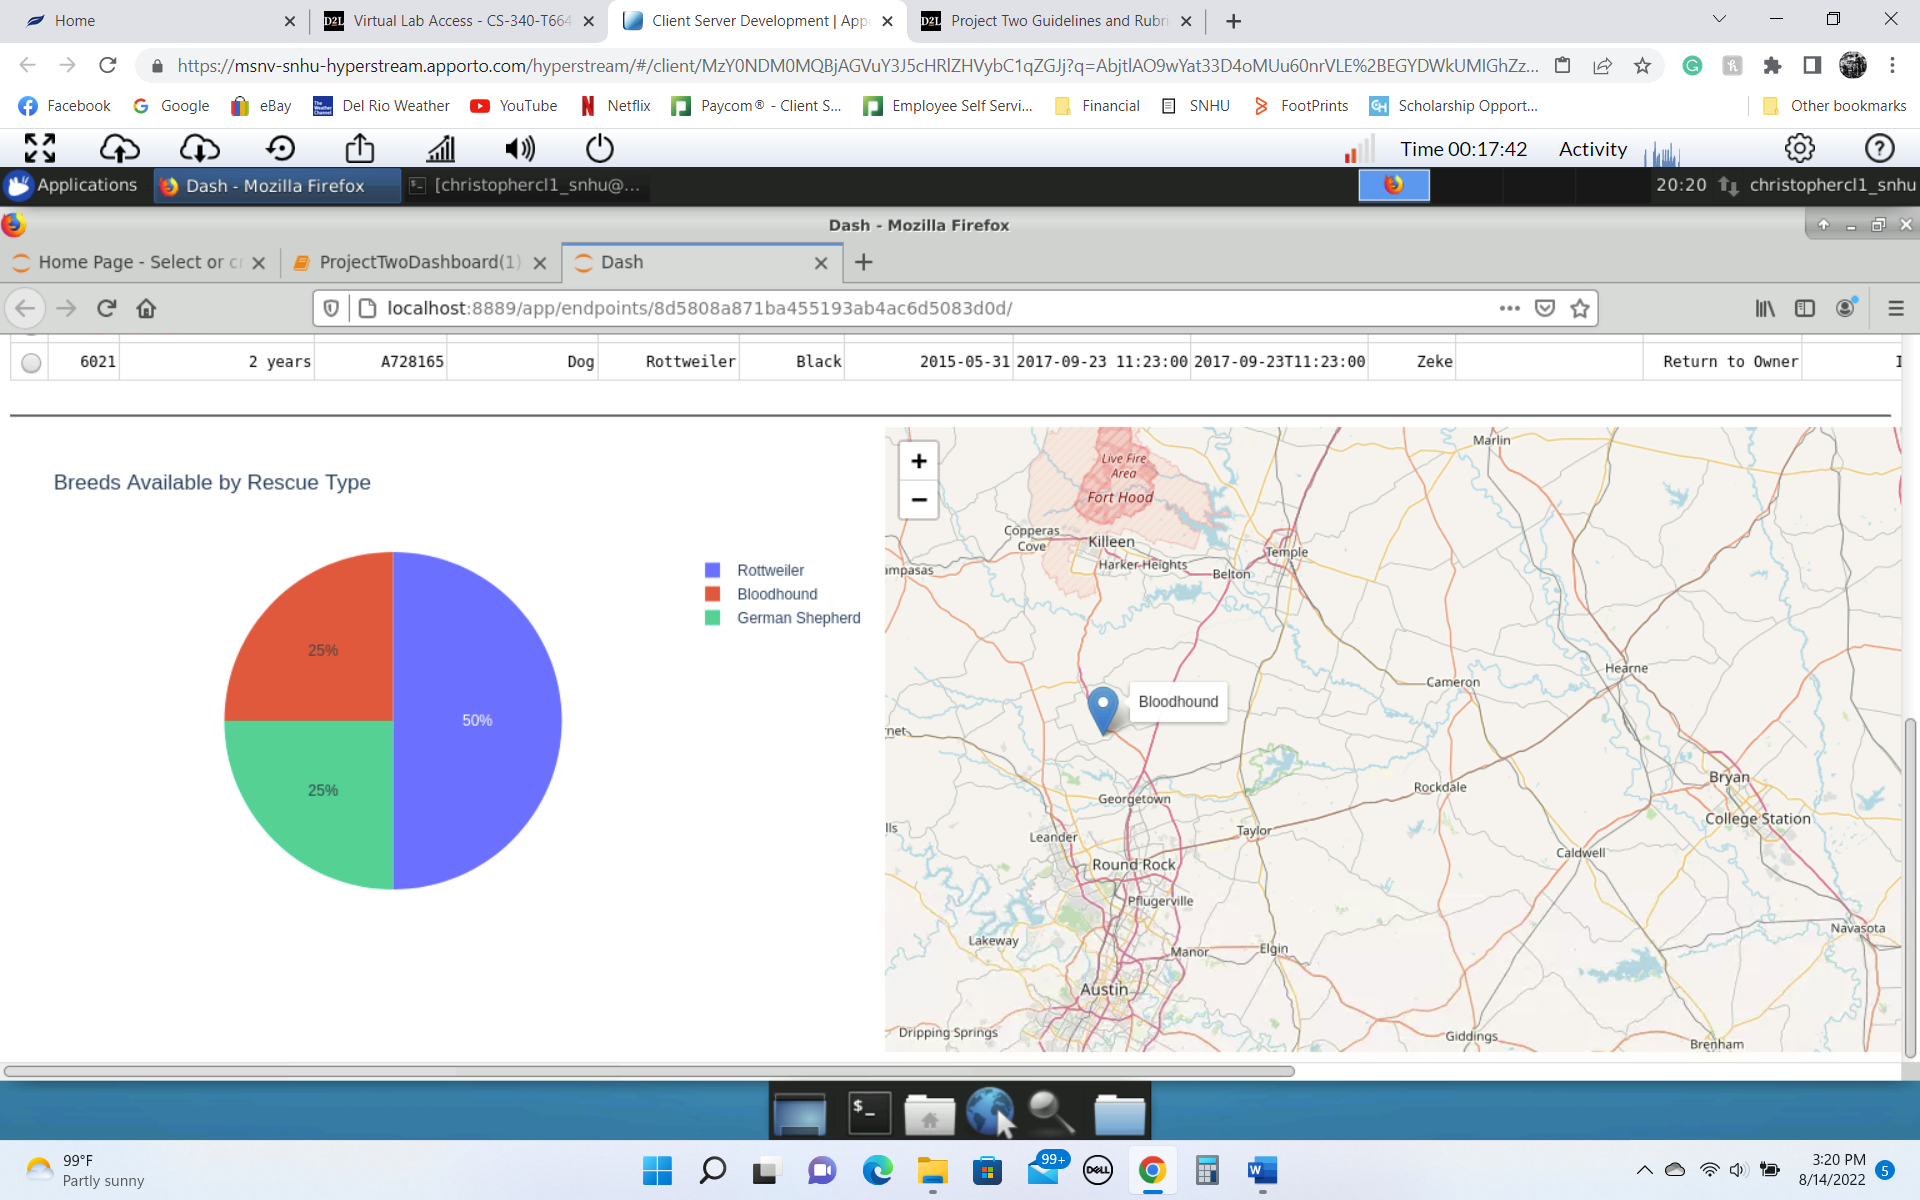 Home
Virtual Lab Access - CS-340-T664
Client Server Development | Appo
Project Two Guidelines and Rubri
https://msnv-snhu-hyperstream.apporto.com/hyperstream/#/client/MzY0NDM0MQBjAGVuY3J5cHRlZHVybC1qZGJj?q=AbjtlAO9wYat33D4oMUu60nrVLE%2BEGYDWkUMIGhZz...
Facebook
Google
eBay
Del Rio Weather
YouTube
Netflix
Paycom® - Client S...
Employee Self Servi...
Financial
SNHU
FootPrints
Scholarship Opport...
Other bookmarks
Time 00:17:42
Activity
Applications
Dash - Mozilla Firefox
[christophercl1_snhu@...
20:20
christophercl1_snhu
Dash - Mozilla Firefox
Home Page - Select or cr
ProjectTwoDashboard(1)
Dash
localhost:8889/app/endpoints/8d5808a871ba455193ab4ac6d5083d0d/
6021 2 years A728165 Dog Rottweiler Black 2015-05-31 2017-09-23 11:23:00 2017-09-23T11:23:00 Zeke Return to Owner
Breeds Available by Rescue Type
Rottweiler
Bloodhound
German Shepherd
25%
50%
25%
+
−
Marlin
Live Fire
Area
Fort Hood
Copperas
Cove
Killeen
Temple
Harker Heights
Belton
ampasas
Hearne
Cameron
Bloodhound
rnet
Bryan
Rockdale
Georgetown
College Station
lls
Leander
Taylor
Caldwell
Round Rock
Pflugerville
Navasota
Lakeway
Manor
Elgin
Austin
Dripping Springs
Giddings
Brenham
$_
99°F
Partly sunny
99+
DELL
W
3:20 PM
8/14/2022
5